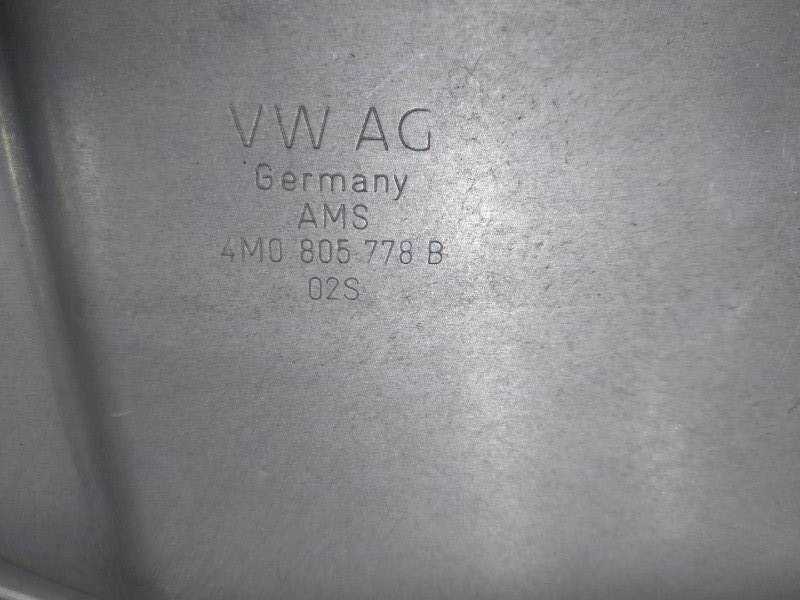 VW AG
Germany
AMS
4M0 805 778 B
02S